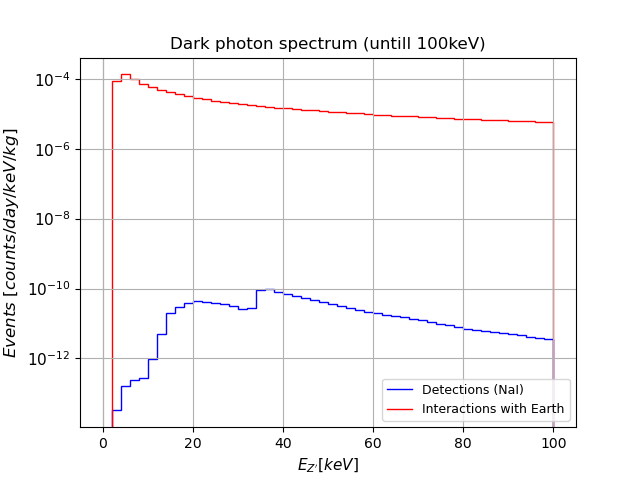 Dark photon spectrum (untill 100keV)
Events [counts/day/keV/kg]
10⁻⁴
10⁻⁶
10⁻⁸
10⁻¹⁰
10⁻¹²
Detections (NaI)
Interactions with Earth
0 20 40 60 80 100
E_{Z'}[keV]